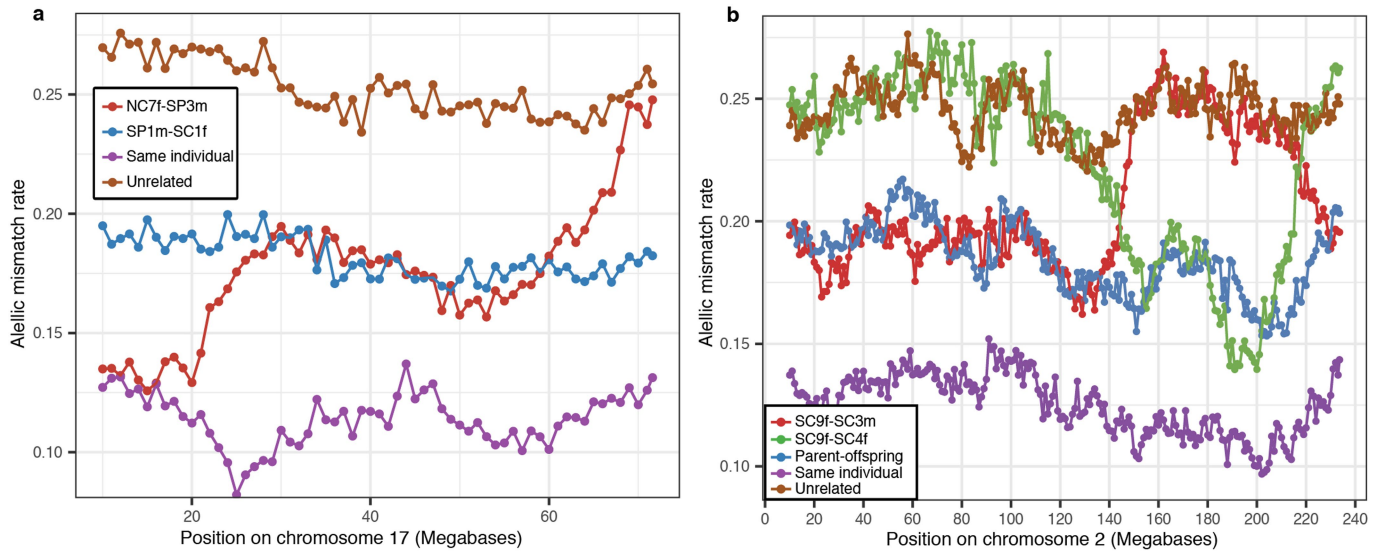 a
Alellic mismatch rate
0.25
0.20
0.15
0.10
NC7f-SP3m
SP1m-SC1f
Same individual
Unrelated
20 40 60
Position on chromosome 17 (Megabases)
b
Alellic mismatch rate
0.25
0.20
0.15
0.10
SC9f-SC3m
SC9f-SC4f
Parent-offspring
Same individual
Unrelated
0 20 40 60 80 100 120 140 160 180 200 220 240
Position on chromosome 2 (Megabases)